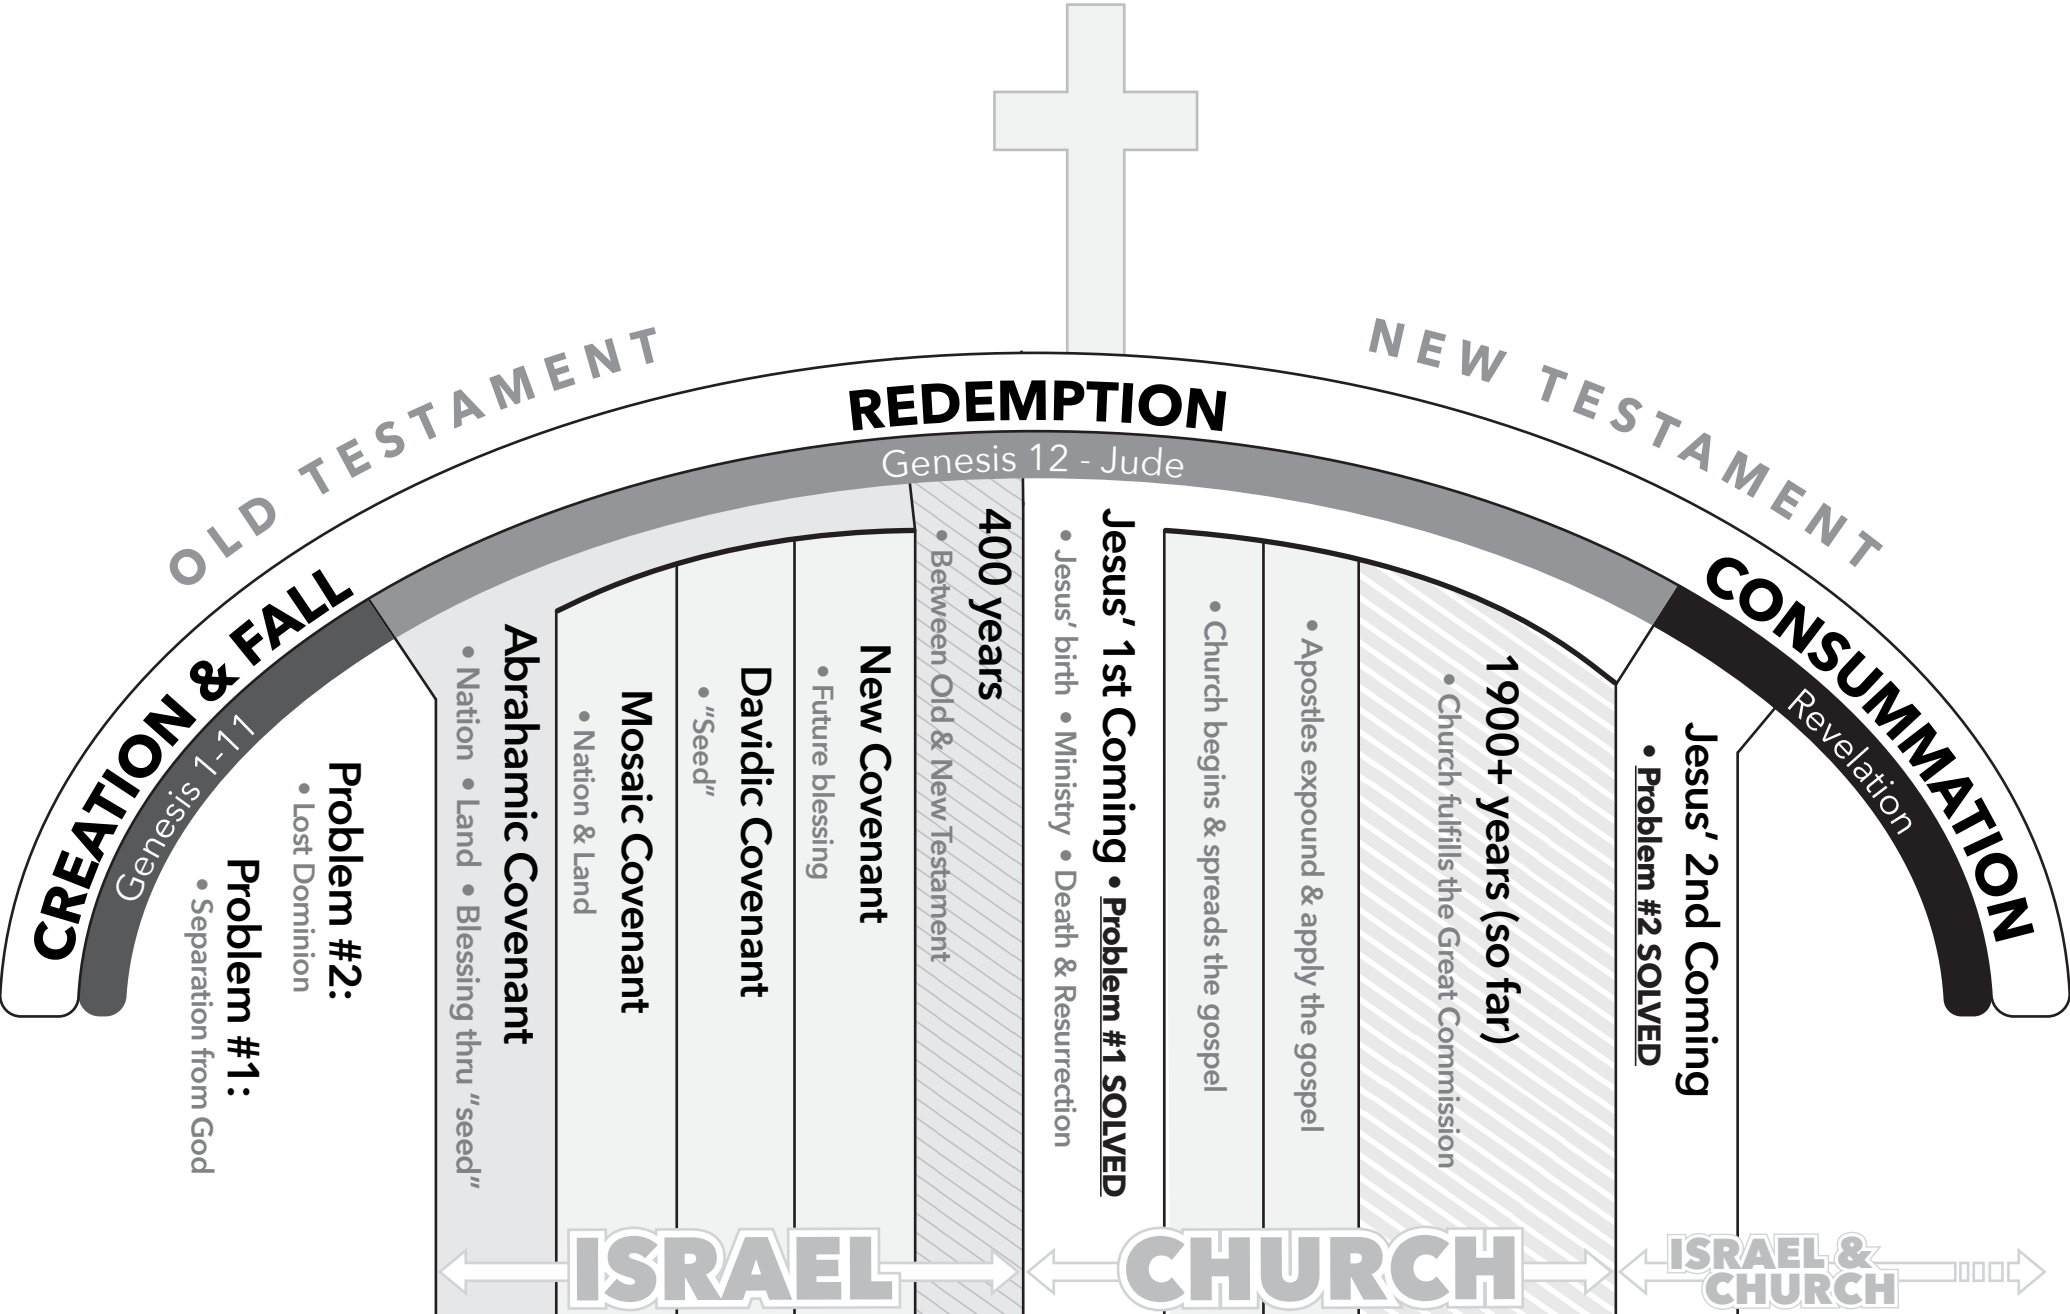 OLD TESTAMENT
NEW TESTAMENT
CREATION & FALL
REDEMPTION
CONSUMMATION
Genesis 1-11
Genesis 12 - Jude
Revelation
Problem #1:
• Separation from God
Problem #2:
• Lost Dominion
Abrahamic Covenant
• Nation • Land • Blessing thru “seed”
Mosaic Covenant
• Nation & Land
Davidic Covenant
• “Seed”
New Covenant
• Future blessing
400 years
• Between Old & New Testament
Jesus’ 1st Coming • Problem #1 SOLVED
• Jesus’ birth • Ministry • Death & Resurrection
• Church begins & spreads the gospel
• Apostles expound & apply the gospel
1900+ years (so far)
• Church fulfills the Great Commission
Jesus’ 2nd Coming
• Problem #2 SOLVED
ISRAEL
CHURCH
ISRAEL &
CHURCH